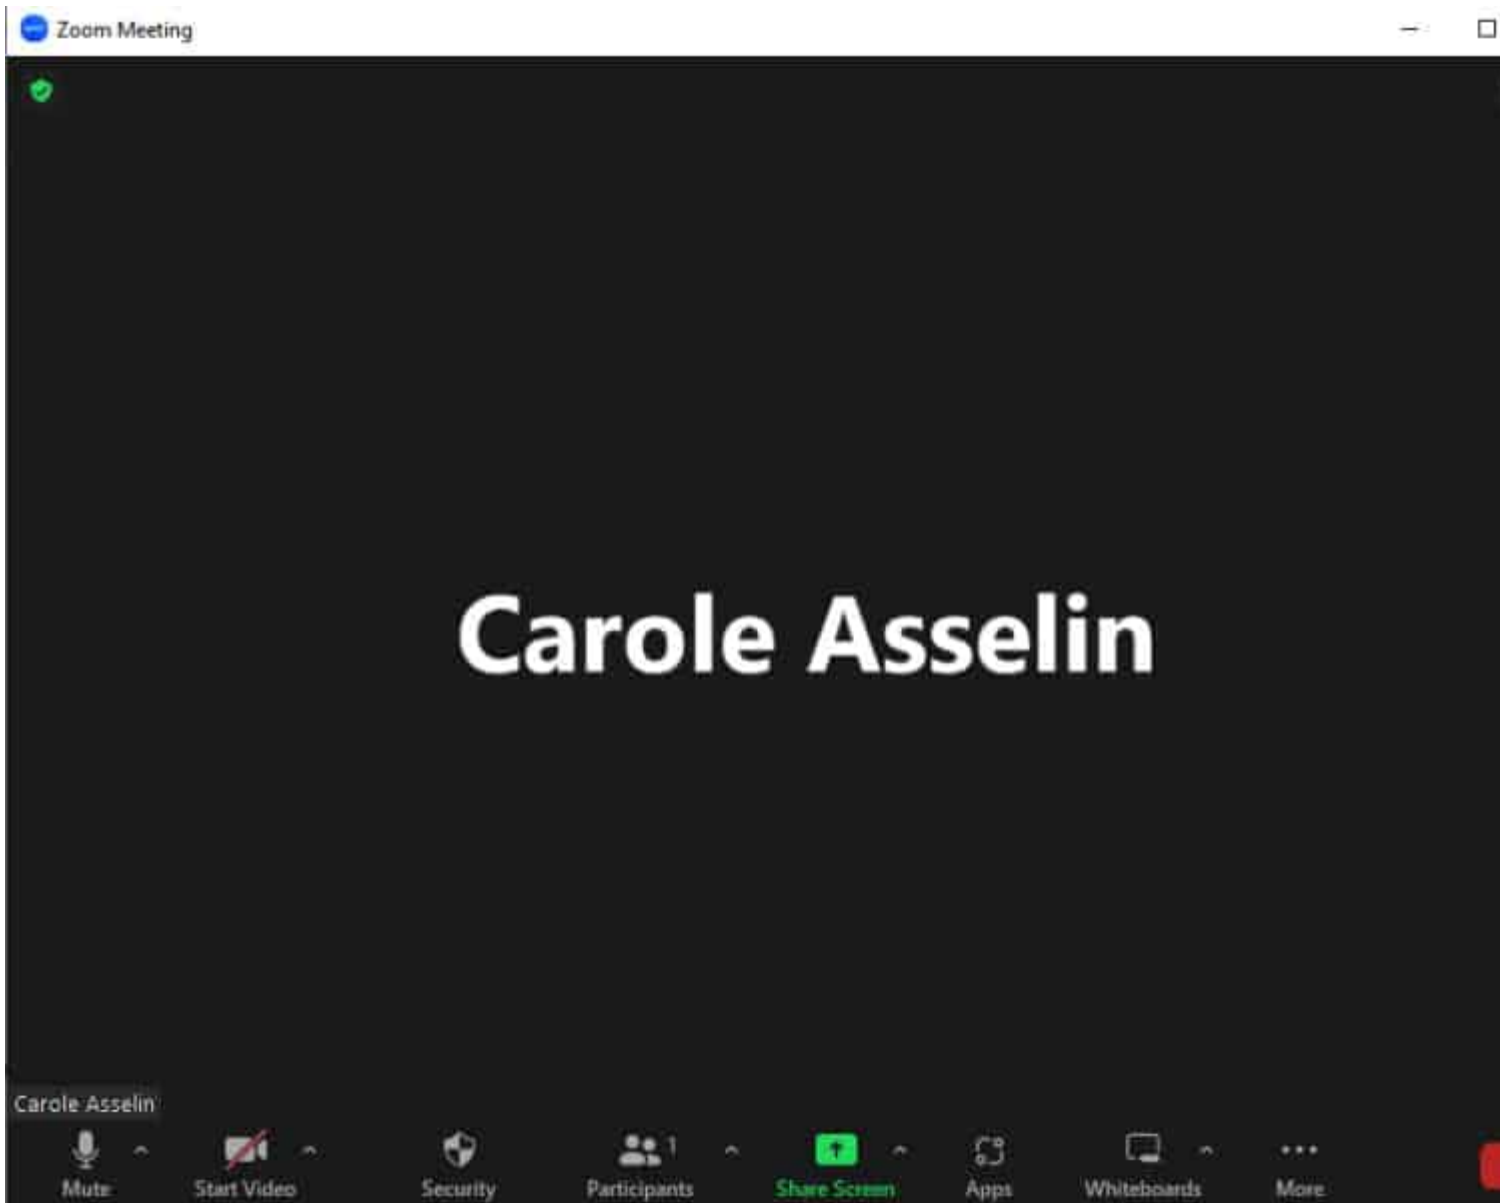 Zoom Meeting
Carole Asselin
Carole Asselin
1
Mute Start Video Security Participants Share Screen Apps Whiteboards More